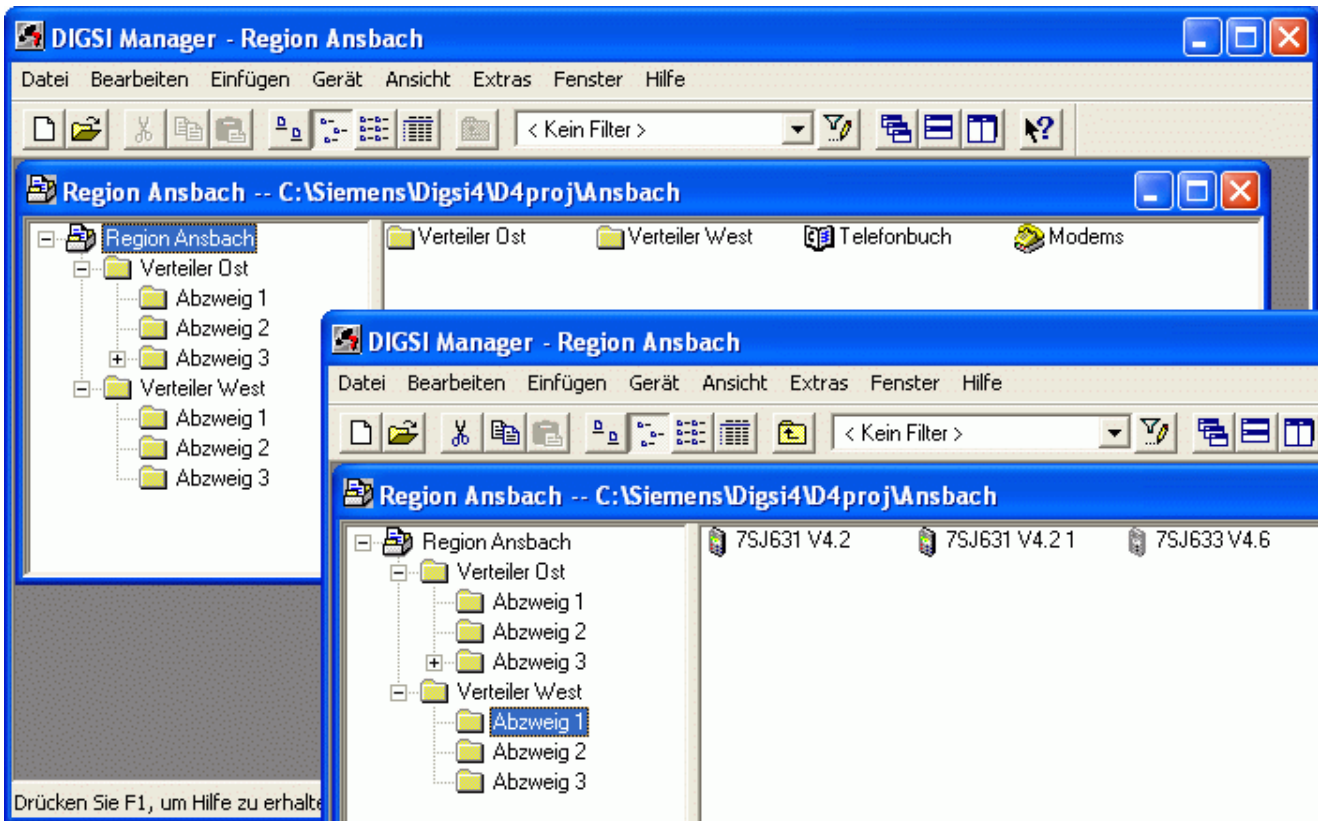 DIGSI Manager - Region Ansbach
Datei Bearbeiten Einfügen Gerät Ansicht Extras Fenster Hilfe
< Kein Filter >
Region Ansbach -- C:\Siemens\Digsi4\D4proj\Ansbach
Region Ansbach
Verteiler Ost
Abzweig 1
Abzweig 2
Abzweig 3
Verteiler West
Abzweig 1
Abzweig 2
Abzweig 3
Verteiler Ost Verteiler West Telefonbuch Modems
Drücken Sie F1, um Hilfe zu erhalte
DIGSI Manager - Region Ansbach
Datei Bearbeiten Einfügen Gerät Ansicht Extras Fenster Hilfe
< Kein Filter >
Region Ansbach -- C:\Siemens\Digsi4\D4proj\Ansbach
Region Ansbach
Verteiler Ost
Abzweig 1
Abzweig 2
Abzweig 3
Verteiler West
Abzweig 1
Abzweig 2
Abzweig 3
7SJ631 V4.2 7SJ631 V4.2 1 7SJ633 V4.6